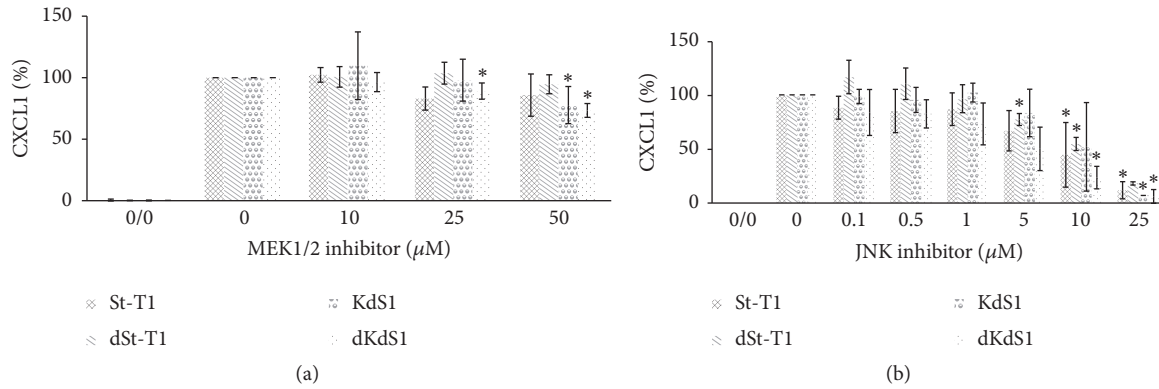 150
100
50
0
CXCL1 (%)
0/0 0 10 25 50
* * *
MEK1/2 inhibitor (μM)
St-T1 KdS1
dSt-T1 dKdS1
(a)
150
100
50
0
CXCL1 (%)
0/0 0 0.1 0.5 1 5 10 25
* * * * * * *
JNK inhibitor (μM)
St-T1 KdS1
dSt-T1 dKdS1
(b)